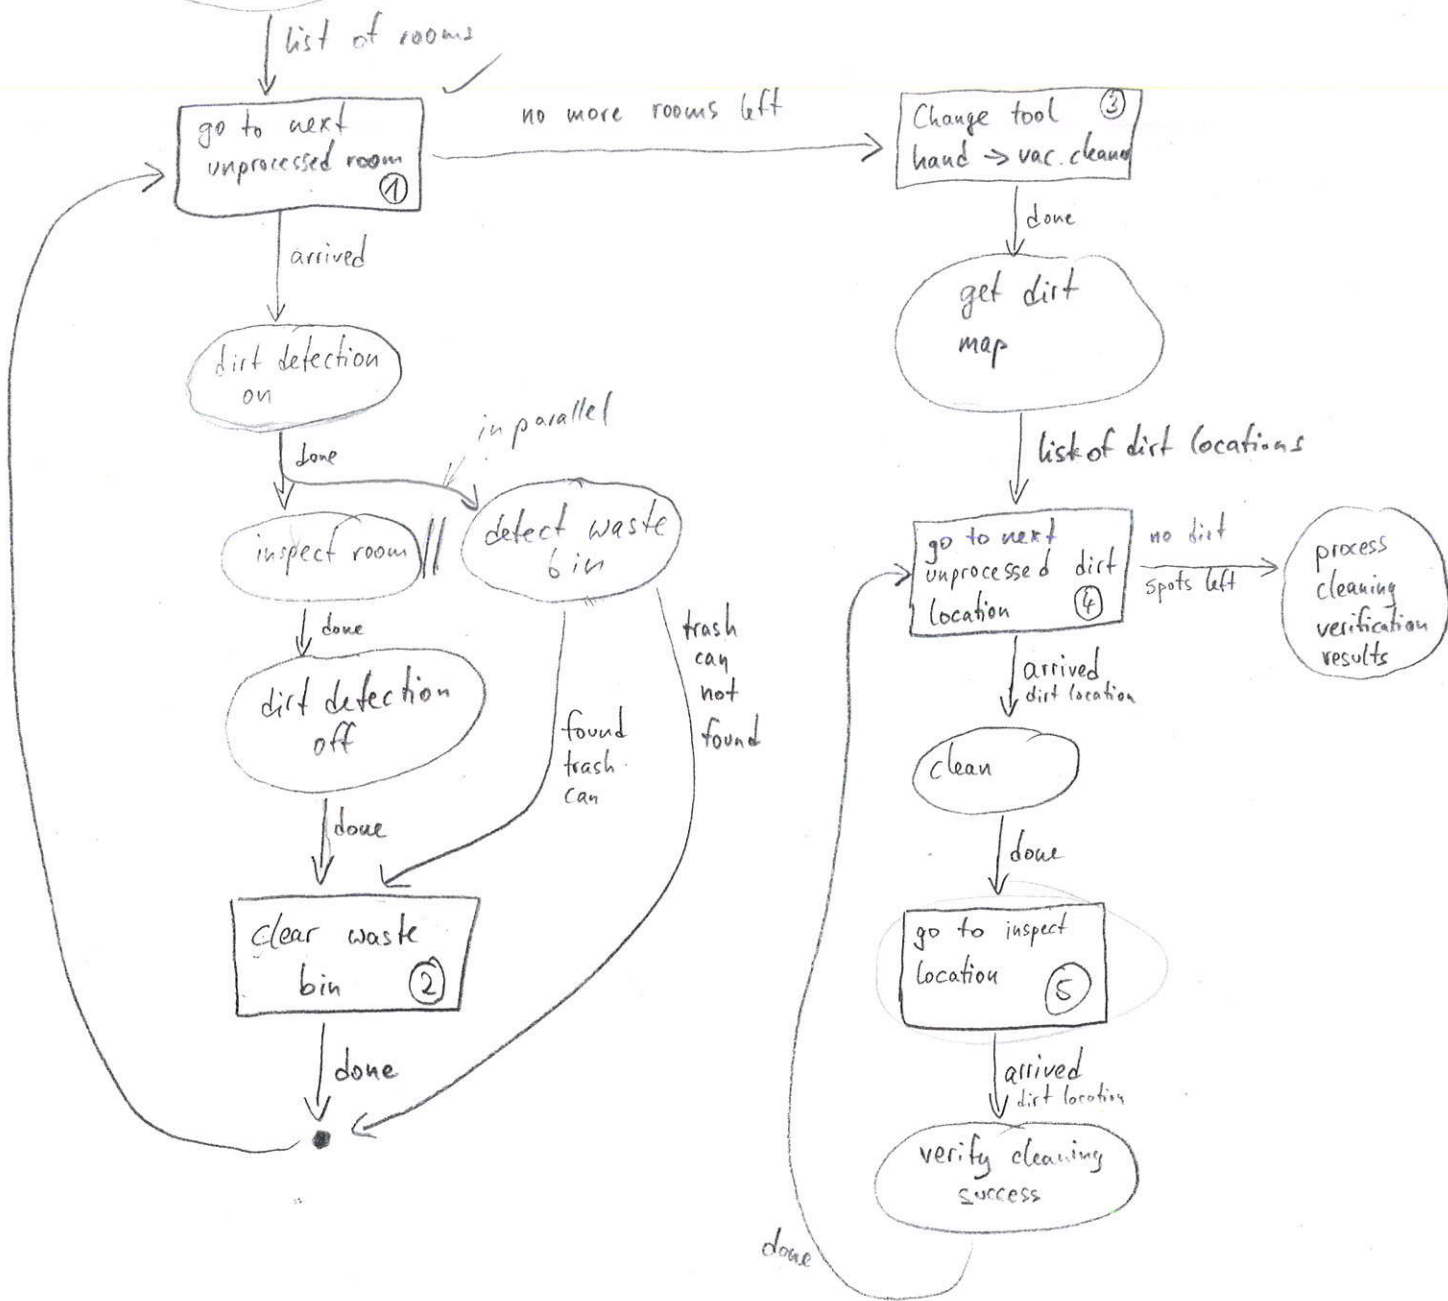 list of rooms
go to next
unprocessed room
1
no more rooms left
Change tool
3
hand → vac. cleaner
done
arrived
get dirt
map
dirt detection
on
in parallel
done
list of dirt locations
inspect room
||
detect waste
bin
go to next
unprocessed dirt
location
4
no dirt
spots left
process
cleaning
verification
results
done
trash
can
not
found
arrived
dirt location
dirt detection
off
found
trash
can
clean
done
done
clear waste
bin
2
go to inspect
location
5
done
arrived
dirt location
verify cleaning
success
done